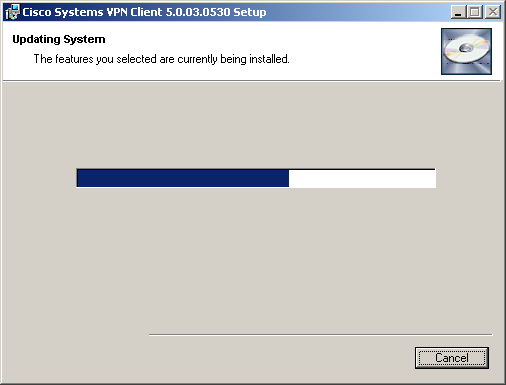 Cisco Systems VPN Client 5.0.03.0530 Setup
Updating System
The features you selected are currently being installed.
Cancel